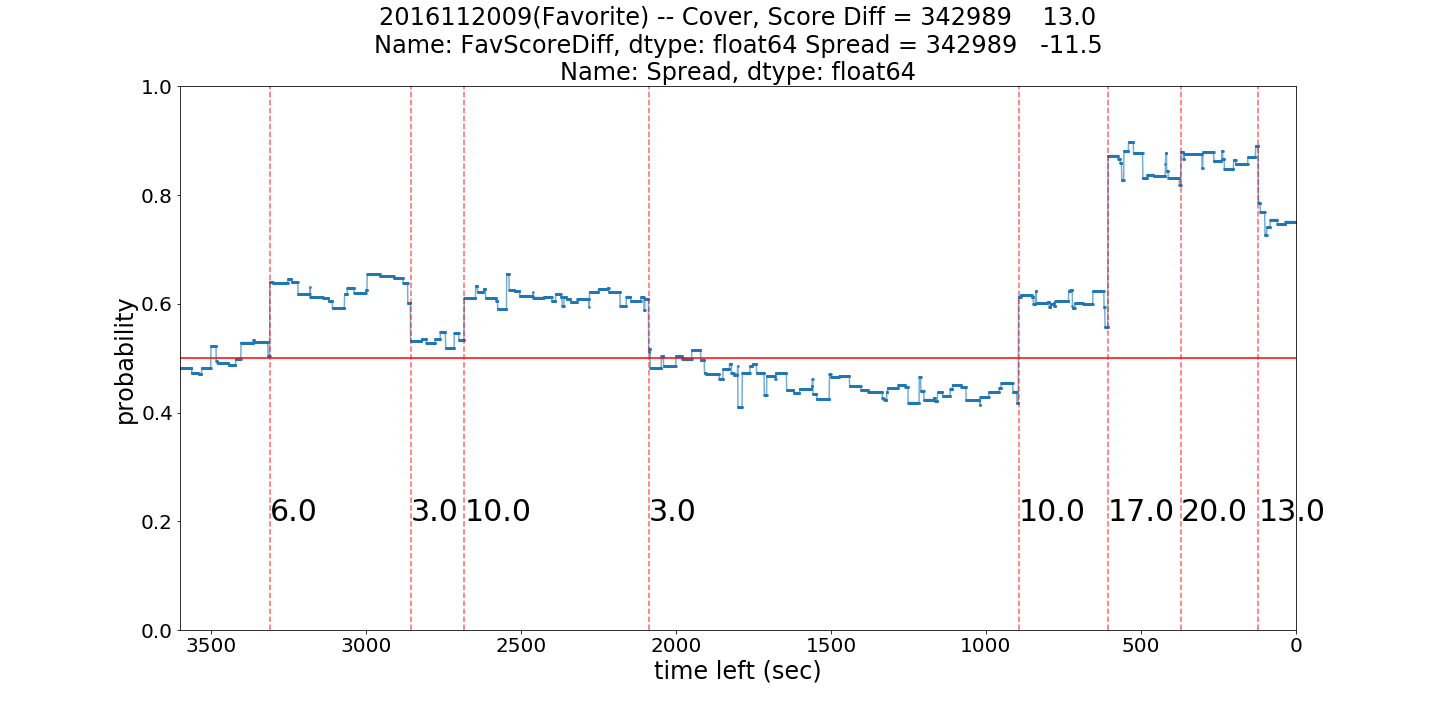 2016112009(Favorite) -- Cover, Score Diff = 342989    13.0
Name: FavScoreDiff, dtype: float64 Spread = 342989   -11.5
Name: Spread, dtype: float64
1.0
0.8
0.6
0.4
0.2
0.0
probability
6.0 3.0 10.0 3.0 10.0 17.0 20.0 13.0
3500 3000 2500 2000 1500 1000 500 0
time left (sec)